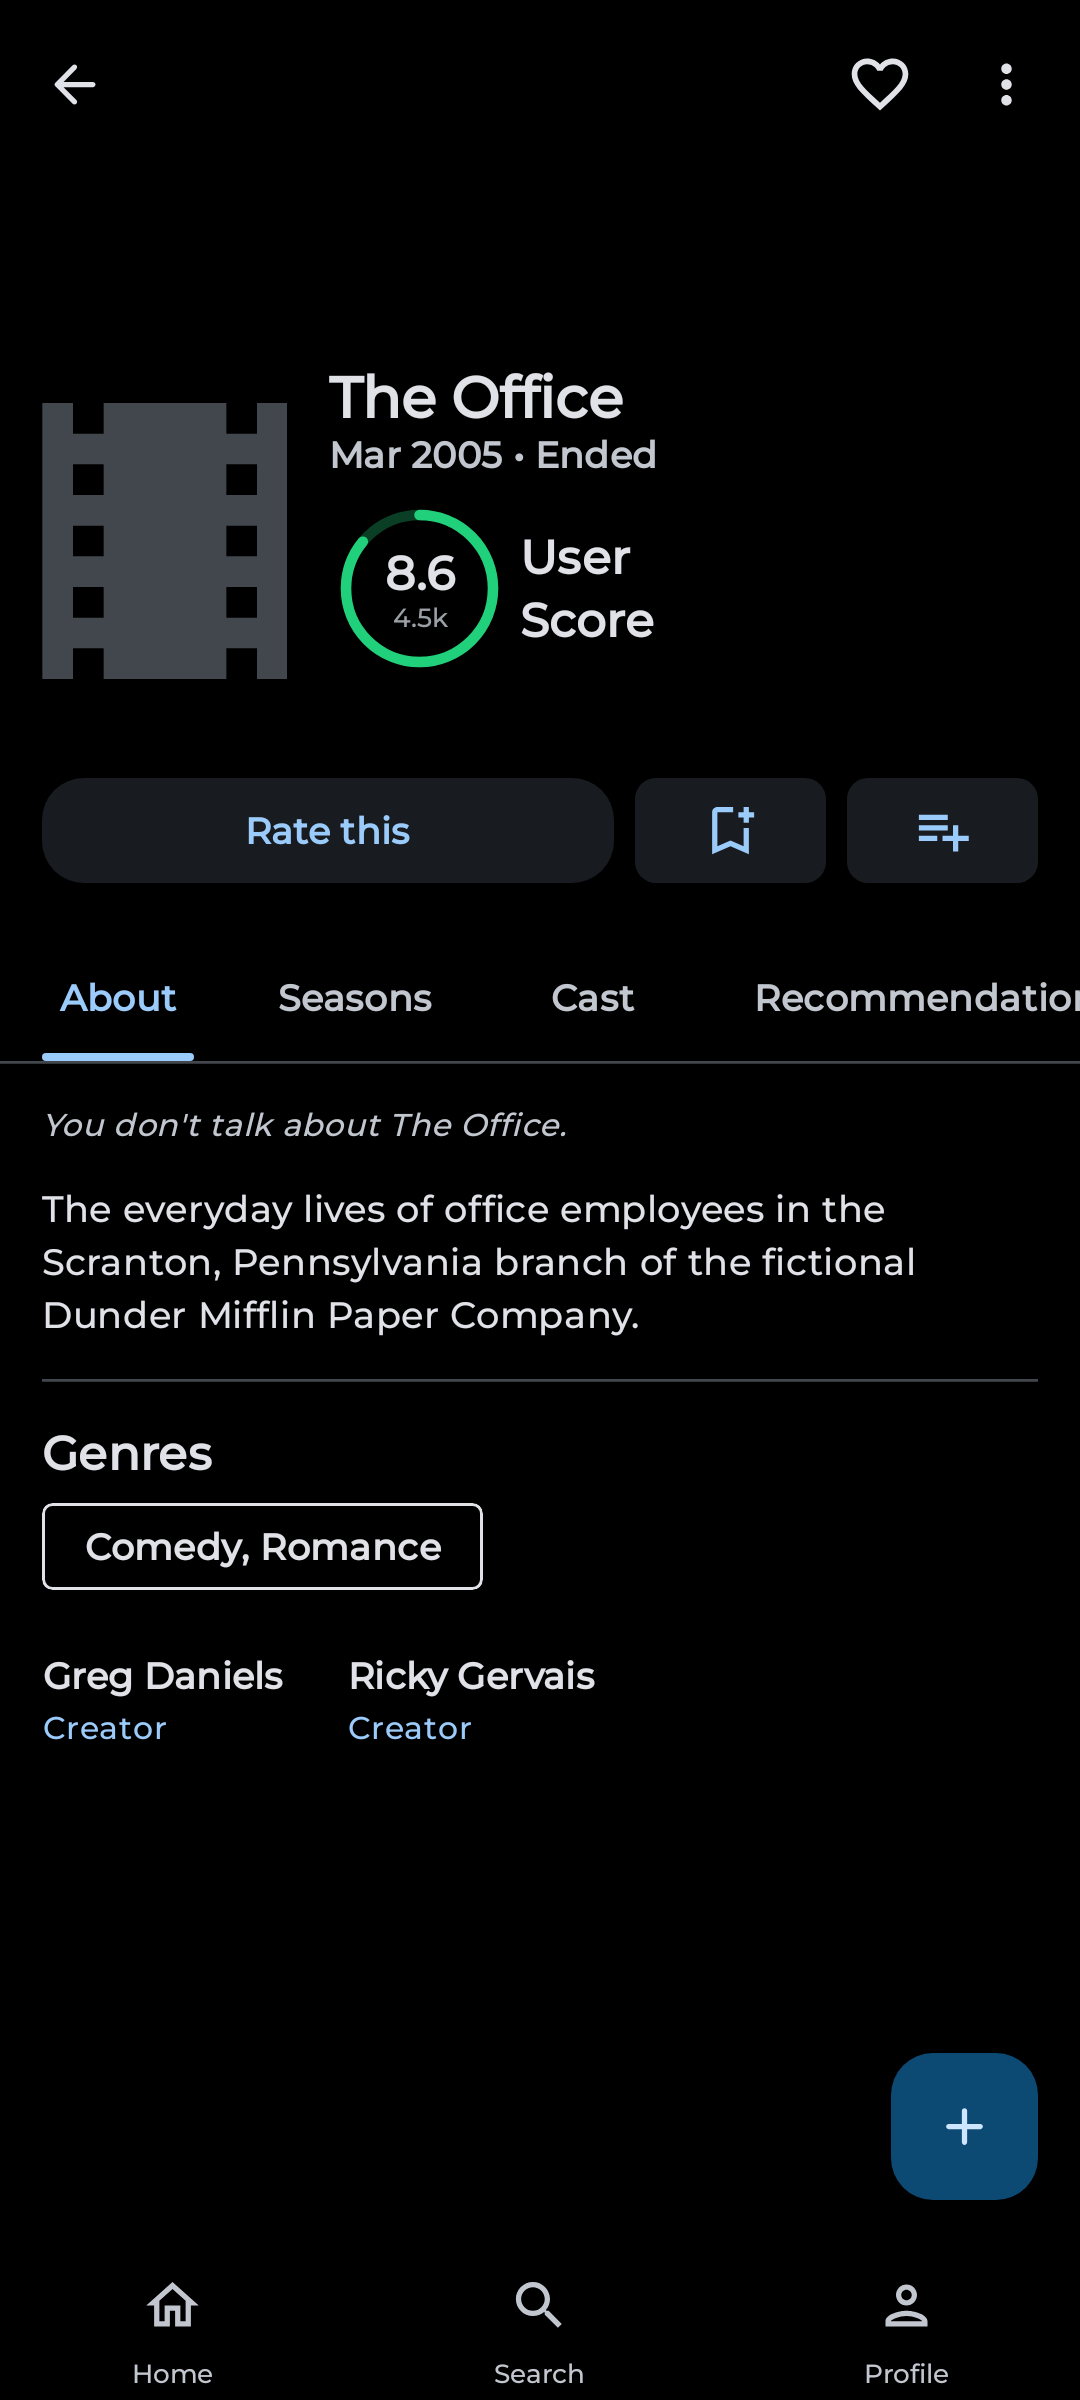 The Office
Mar 2005 • Ended
8.6
4.5k
User
Score
Rate this
About
Seasons
Cast
Recommendation
You don't talk about The Office.
The everyday lives of office employees in the
Scranton, Pennsylvania branch of the fictional
Dunder Mifflin Paper Company.
Genres
Comedy, Romance
Greg Daniels
Creator
Ricky Gervais
Creator
Home
Search
Profile